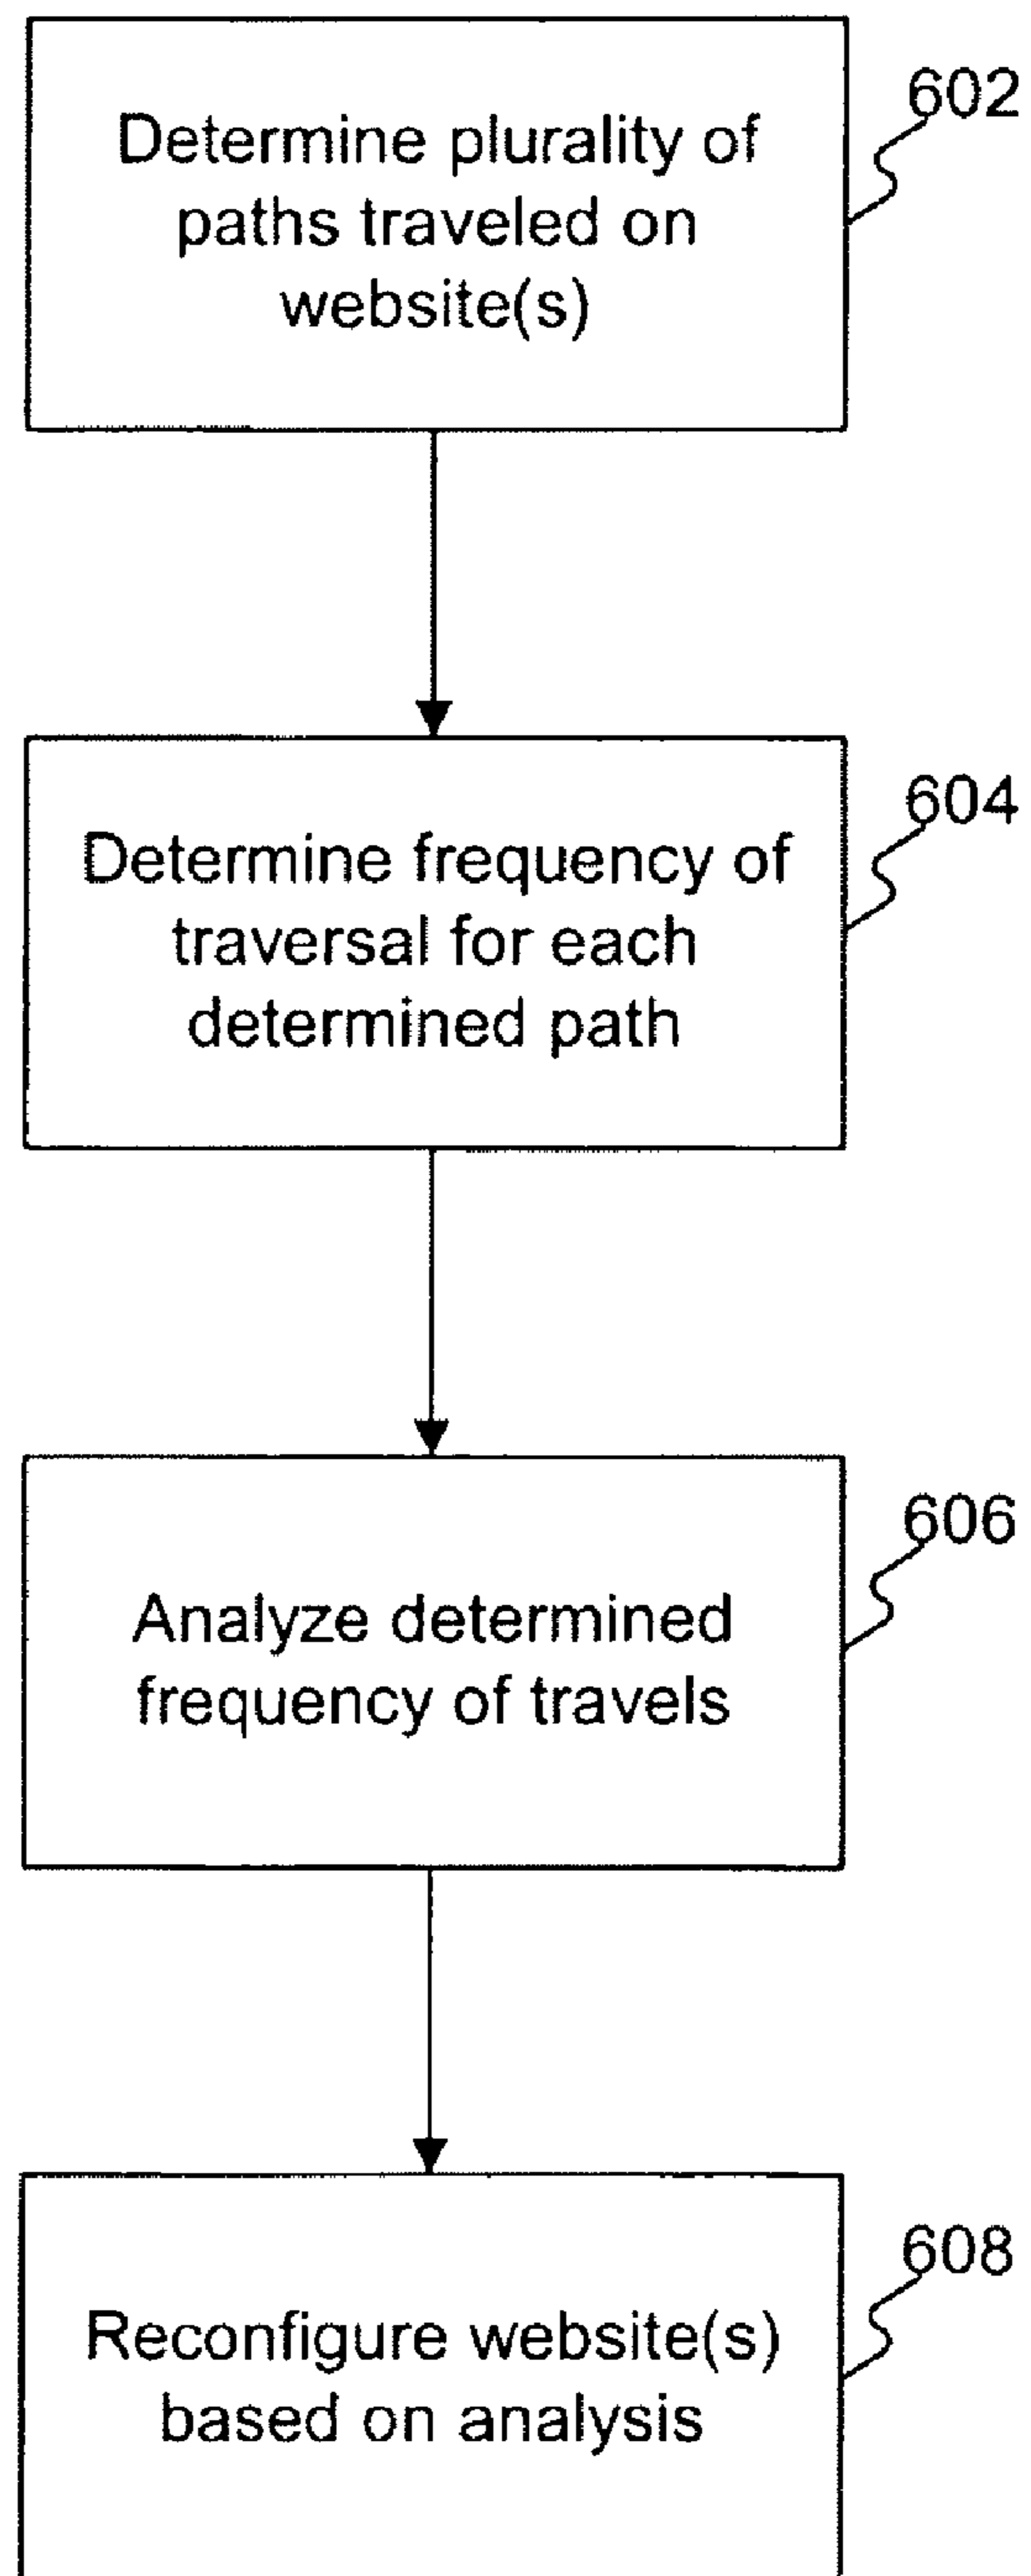 602
Determine plurality of
paths traveled on
website(s)
604
Determine frequency of
traversal for each
determined path
606
Analyze determined
frequency of travels
608
Reconfigure website(s)
based on analysis